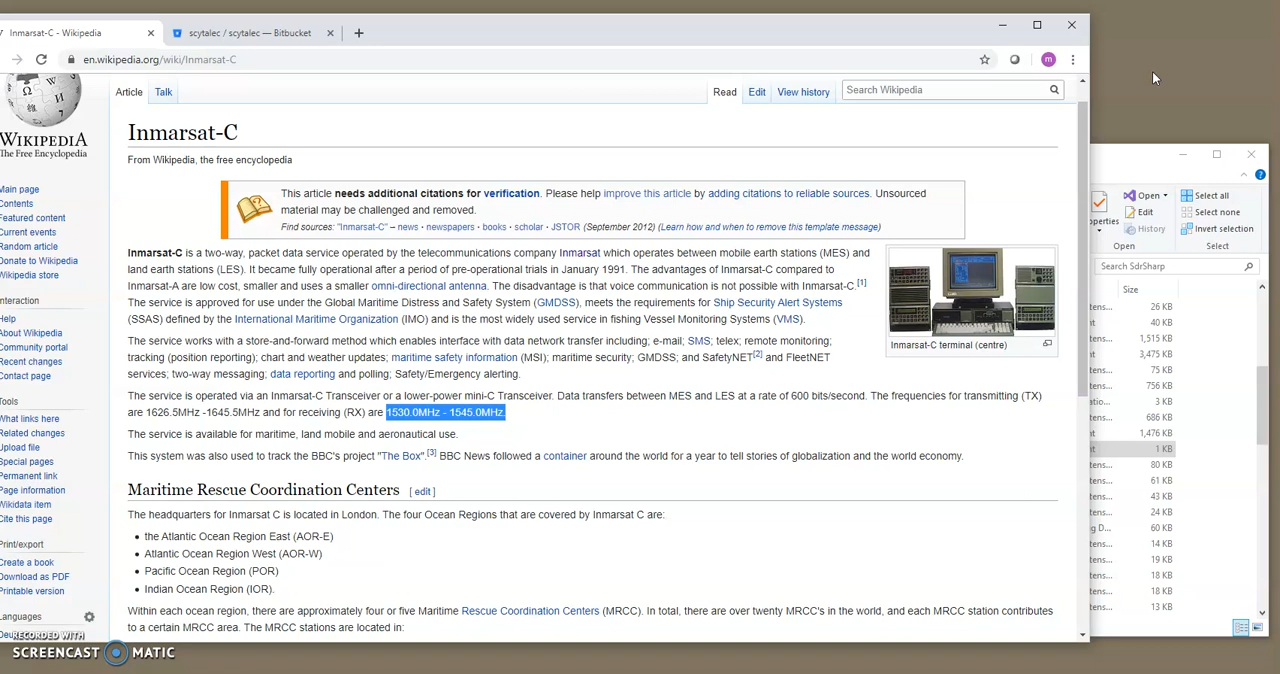 Inmarsat-C - Wikipedia
scytalec / scytalec — Bitbucket
en.wikipedia.org/wiki/Inmarsat-C
m
WIKIPEDIA
The Free Encyclopedia
Main page
Contents
Featured content
Current events
Random article
Donate to Wikipedia
Wikipedia store
Interaction
Help
About Wikipedia
Community portal
Recent changes
Contact page
Tools
What links here
Related changes
Upload file
Special pages
Permanent link
Page information
Wikidata item
Cite this page
Print/export
Create a book
Download as PDF
Printable version
Languages
Article Talk Read Edit View history Search Wikipedia
Inmarsat-C
From Wikipedia, the free encyclopedia
This article needs additional citations for verification. Please help improve this article by adding citations to reliable sources. Unsourced
material may be challenged and removed.
Find sources: "Inmarsat-C" – news · newspapers · books · scholar · JSTOR (September 2012) (Learn how and when to remove this template message)
Inmarsat-C is a two-way, packet data service operated by the telecommunications company Inmarsat which operates between mobile earth stations (MES) and
land earth stations (LES). It became fully operational after a period of pre-operational trials in January 1991. The advantages of Inmarsat-C compared to
Inmarsat-A are low cost, smaller and uses a smaller omni-directional antenna. The disadvantage is that voice communication is not possible with Inmarsat-C.[1]
The service is approved for use under the Global Maritime Distress and Safety System (GMDSS), meets the requirements for Ship Security Alert Systems
(SSAS) defined by the International Maritime Organization (IMO) and is the most widely used service in fishing Vessel Monitoring Systems (VMS).
Inmarsat-C terminal (centre)
The service works with a store-and-forward method which enables interface with data network transfer including; e-mail; SMS; telex; remote monitoring;
tracking (position reporting); chart and weather updates; maritime safety information (MSI); maritime security; GMDSS; and SafetyNET[2] and FleetNET
services; two-way messaging; data reporting and polling; Safety/Emergency alerting.
The service is operated via an Inmarsat-C Transceiver or a lower-power mini-C Transceiver. Data transfers between MES and LES at a rate of 600 bits/second. The frequencies for transmitting (TX)
are 1626.5MHz -1645.5MHz and for receiving (RX) are 1530.0MHz - 1545.0MHz.
The service is available for maritime, land mobile and aeronautical use.
This system was also used to track the BBC's project "The Box".[3] BBC News followed a container around the world for a year to tell stories of globalization and the world economy.
Maritime Rescue Coordination Centers [ edit ]
The headquarters for Inmarsat C is located in London. The four Ocean Regions that are covered by Inmarsat C are:
• the Atlantic Ocean Region East (AOR-E)
• Atlantic Ocean Region West (AOR-W)
• Pacific Ocean Region (POR)
• Indian Ocean Region (IOR).
Within each ocean region, there are approximately four or five Maritime Rescue Coordination Centers (MRCC). In total, there are over twenty MRCC's in the world, and each MRCC station contributes
to a certain MRCC area. The MRCC stations are located in:
Open Select all
Edit Select none
operties History Invert selection
Open Select
Search SdrSharp
Size
26 KB
40 KB
1,515 KB
3,475 KB
75 KB
756 KB
3 KB
686 KB
1,476 KB
1 KB
80 KB
61 KB
43 KB
24 KB
60 KB
14 KB
19 KB
18 KB
18 KB
13 KB
RECORDED WITH
SCREENCAST MATIC